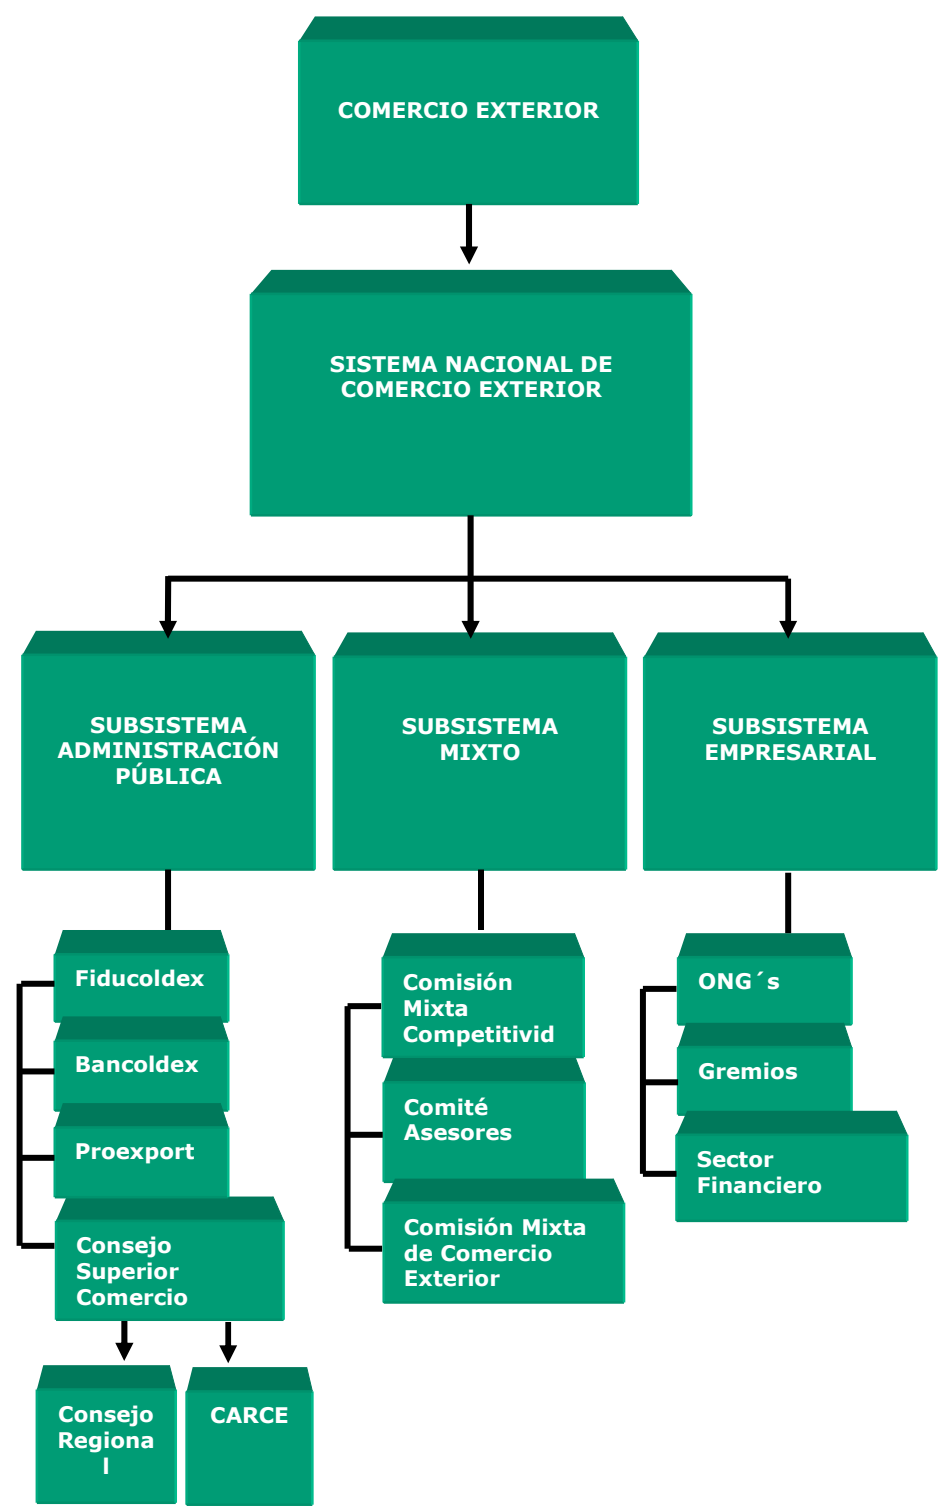 COMERCIO EXTERIOR
SISTEMA NACIONAL DE
COMERCIO EXTERIOR
SUBSISTEMA
ADMINISTRACIÓN
PÚBLICA
SUBSISTEMA
MIXTO
SUBSISTEMA
EMPRESARIAL
Fiducoldex
Bancoldex
Proexport
Consejo
Superior
Comercio
Consejo
Regiona
l
CARCE
Comisión
Mixta
Competitivid
Comité
Asesores
Comisión Mixta
de Comercio
Exterior
ONG´s
Gremios
Sector
Financiero